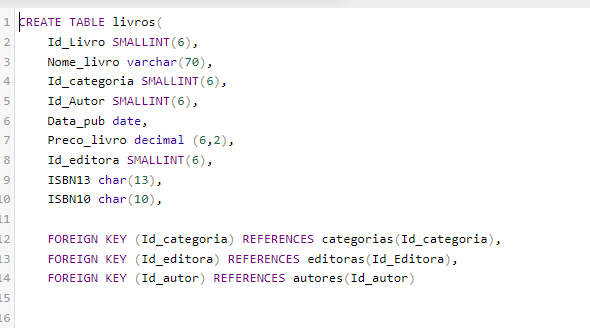 1 CREATE TABLE livros(
2 Id_Livro SMALLINT(6),
3 Nome_livro varchar(70),
4 Id_categoria SMALLINT(6),
5 Id_Autor SMALLINT(6),
6 Data_pub date,
7 Preco_livro decimal (6,2),
8 Id_editora SMALLINT(6),
9 ISBN13 char(13),
10 ISBN10 char(10),
11
12 FOREIGN KEY (Id_categoria) REFERENCES categorias(Id_categoria),
13 FOREIGN KEY (Id_editora) REFERENCES editoras(Id_Editora),
14 FOREIGN KEY (Id_autor) REFERENCES autores(Id_autor)
15
16